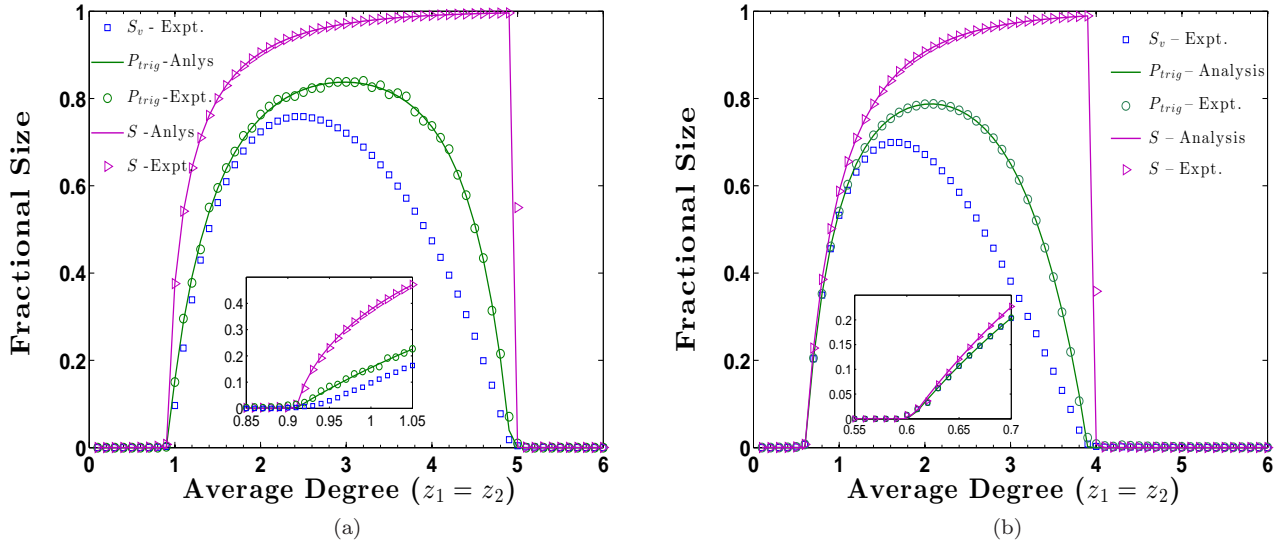 1
0.8
0.6
0.4
0.2
0
Fractional Size
S_v - Expt.
P_trig-Anlys
P_trig-Expt.
S -Anlys
S -Expt.
0.4
0.3
0.2
0.1
0
0.85 0.9 0.95 1 1.05
0 1 2 3 4 5 6
Average Degree (z_1 = z_2)
(a)
1
0.8
0.6
0.4
0.2
0
Fractional Size
S_v – Expt.
P_trig – Analysis
P_trig – Expt.
S – Analysis
S – Expt.
0.2
0.15
0.1
0.05
0
0.55 0.6 0.65 0.7
0 1 2 3 4 5 6
Average Degree (z_1 = z_2)
(b)